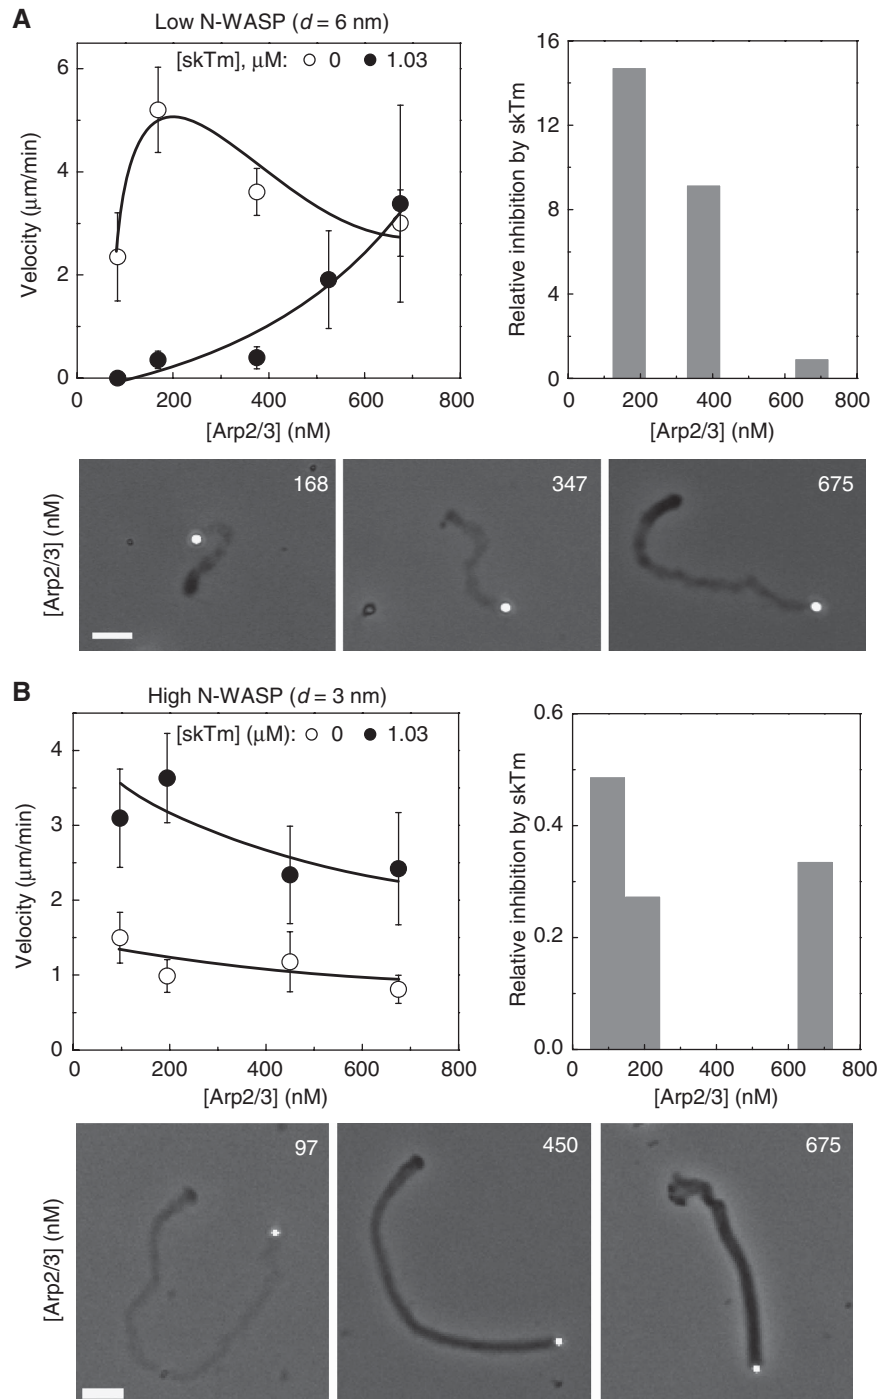 A
Low N-WASP (d = 6 nm)
[skTm], μM: 0 1.03
Velocity (μm/min)
6
4
2
0
0 200 400 600 800
[Arp2/3] (nM)
Relative inhibition by skTm
16
12
8
4
0
0 200 400 600 800
[Arp2/3] (nM)
[Arp2/3] (nM)
168
347
675
B
High N-WASP (d = 3 nm)
[skTm] (μM): 0 1.03
Velocity (μm/min)
4
3
2
1
0
0 200 400 600 800
[Arp2/3] (nM)
Relative inhibition by skTm
0.6
0.4
0.2
0.0
0 200 400 600 800
[Arp2/3] (nM)
[Arp2/3] (nM)
97
450
675